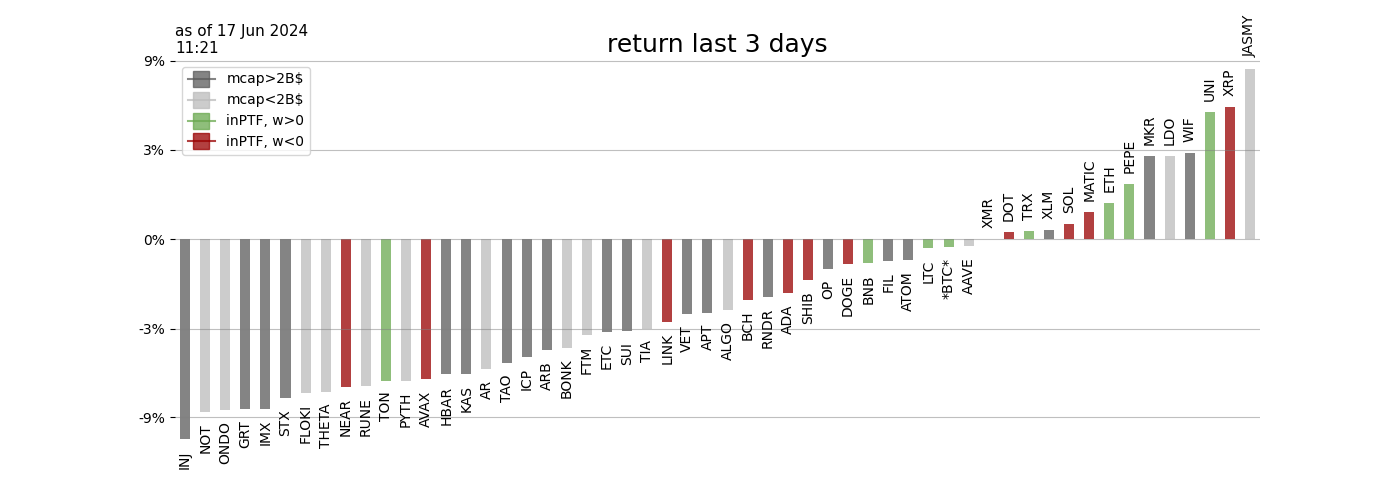 as of 17 Jun 2024
11:21
return last 3 days
9%
3%
0%
-3%
-9%
mcap>2B$
mcap<2B$
inPTF, w>0
inPTF, w<0
INJ
NOT
ONDO
GRT
IMX
STX
FLOKI
THETA
NEAR
RUNE
TON
PYTH
AVAX
HBAR
KAS
AR
TAO
ICP
ARB
BONK
FTM
ETC
SUI
TIA
LINK
VET
APT
ALGO
BCH
RNDR
ADA
SHIB
OP
DOGE
BNB
FIL
ATOM
LTC
*BTC*
AAVE
XMR
DOT
TRX
XLM
SOL
MATIC
ETH
PEPE
MKR
LDO
WIF
UNI
XRP
JASMY